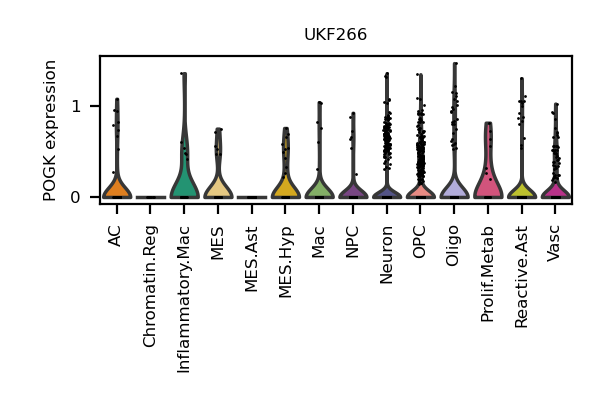 UKF266
POGK expression
1
0
AC
Chromatin.Reg
Inflammatory.Mac
MES
MES.Ast
MES.Hyp
Mac
NPC
Neuron
OPC
Oligo
Prolif.Metab
Reactive.Ast
Vasc